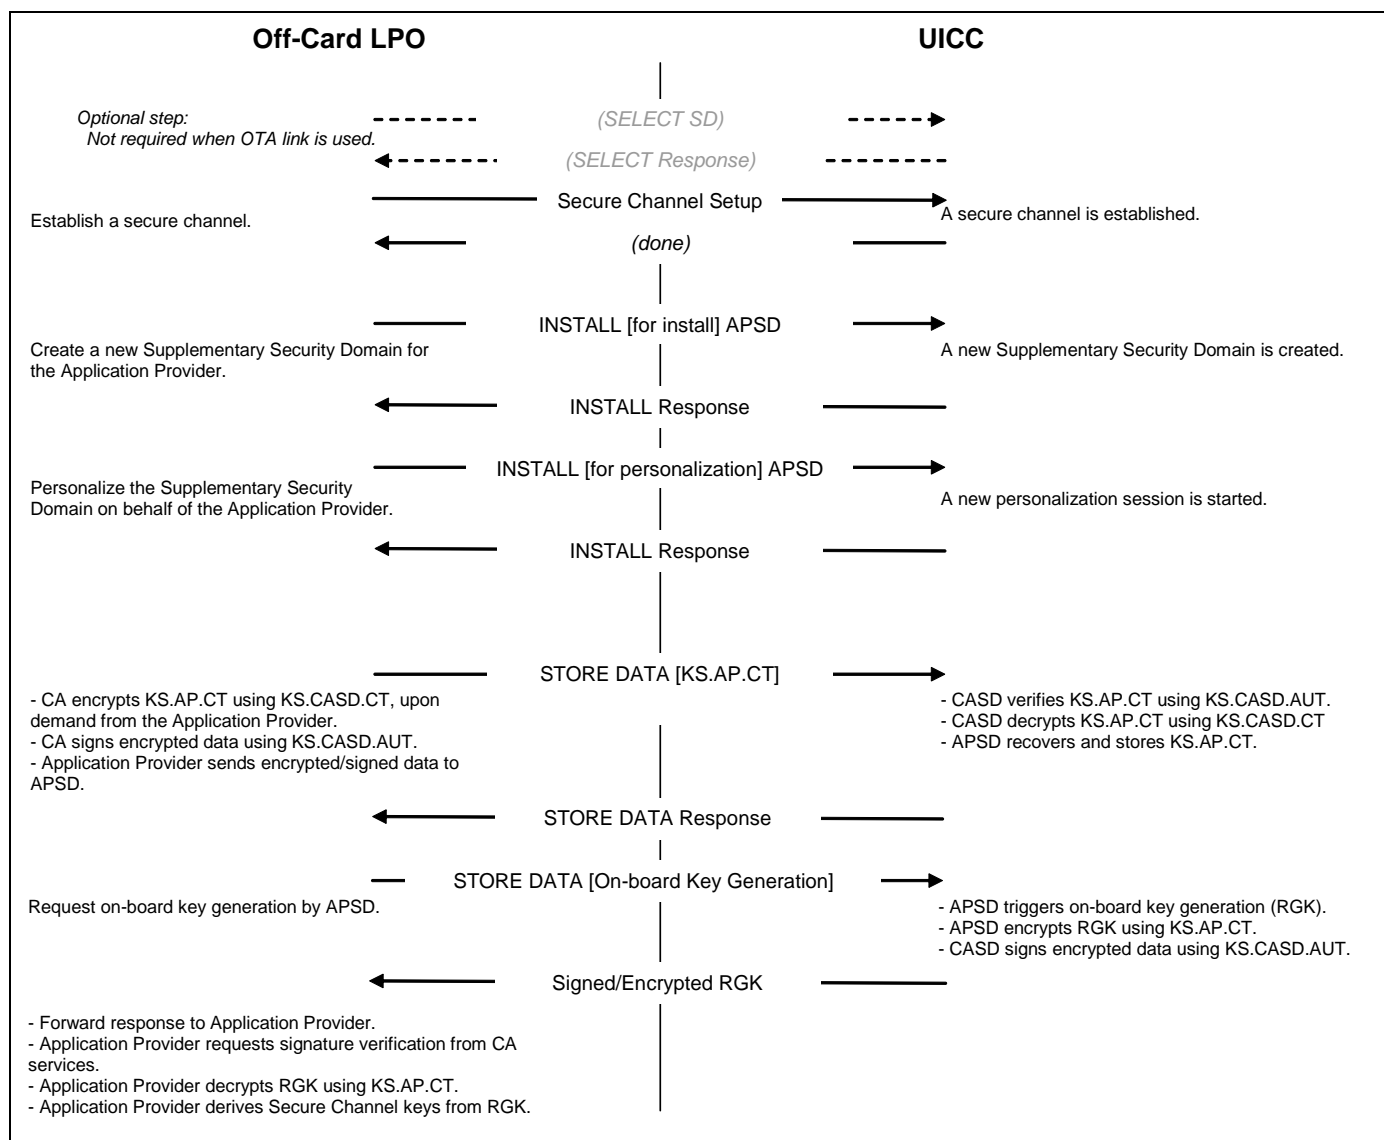 Off-Card LPO
UICC
Optional step:
Not required when OTA link is used.
(SELECT SD)
(SELECT Response)
Secure Channel Setup
Establish a secure channel.
A secure channel is established.
(done)
INSTALL [for install] APSD
Create a new Supplementary Security Domain for
the Application Provider.
A new Supplementary Security Domain is created.
INSTALL Response
INSTALL [for personalization] APSD
Personalize the Supplementary Security
Domain on behalf of the Application Provider.
A new personalization session is started.
INSTALL Response
STORE DATA [KS.AP.CT]
- CA encrypts KS.AP.CT using KS.CASD.CT, upon
demand from the Application Provider.
- CA signs encrypted data using KS.CASD.AUT.
- Application Provider sends encrypted/signed data to
APSD.
- CASD verifies KS.AP.CT using KS.CASD.AUT.
- CASD decrypts KS.AP.CT using KS.CASD.CT
- APSD recovers and stores KS.AP.CT.
STORE DATA Response
STORE DATA [On-board Key Generation]
Request on-board key generation by APSD.
- APSD triggers on-board key generation (RGK).
- APSD encrypts RGK using KS.AP.CT.
- CASD signs encrypted data using KS.CASD.AUT.
Signed/Encrypted RGK
- Forward response to Application Provider.
- Application Provider requests signature verification from CA
services.
- Application Provider decrypts RGK using KS.AP.CT.
- Application Provider derives Secure Channel keys from RGK.